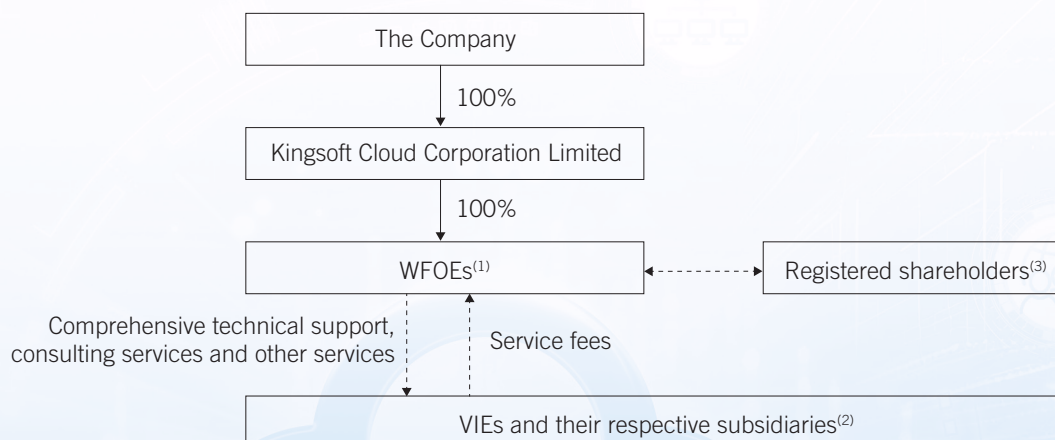 The Company
100%
Kingsoft Cloud Corporation Limited
100%
WFOEs(1)
Registered shareholders(3)
Comprehensive technical support,
consulting services and other services
Service fees
VIEs and their respective subsidiaries(2)